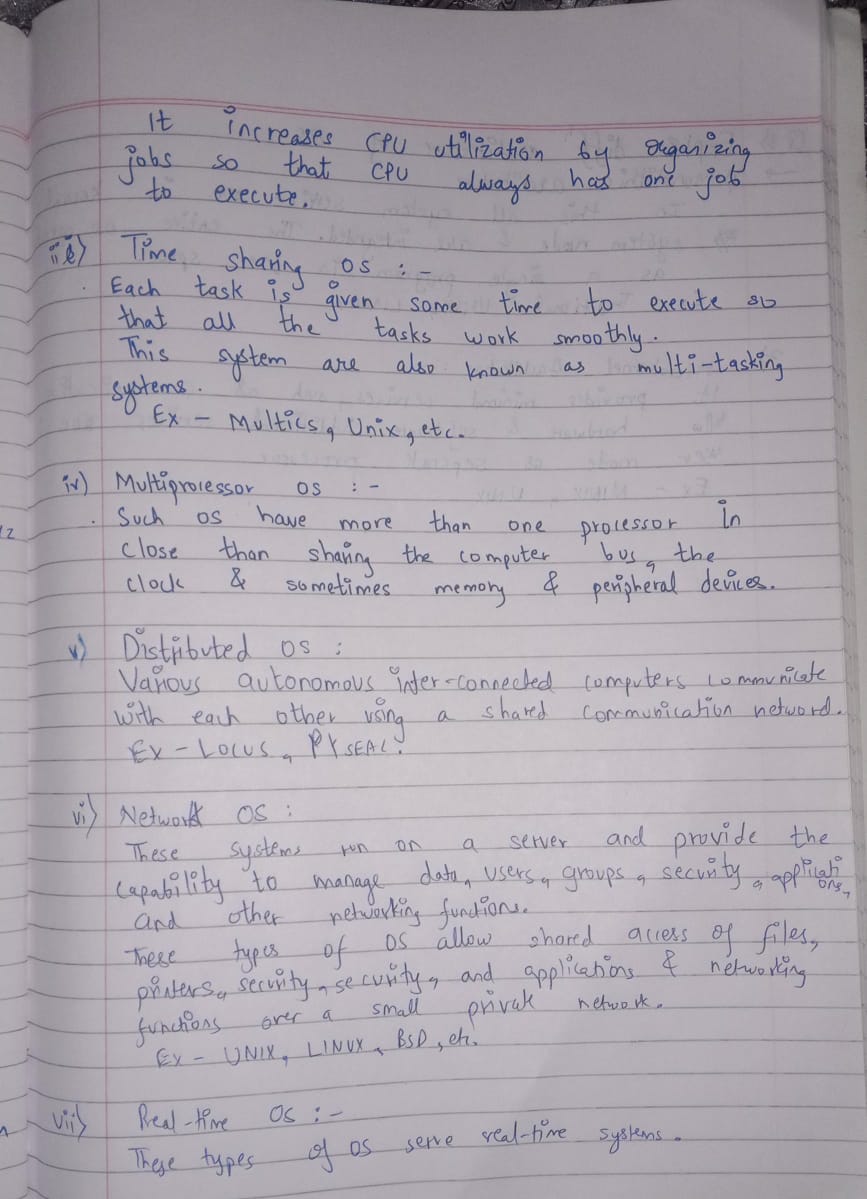 It increases CPU utilization by organizing
jobs so that CPU always has one job
to execute.
iii) Time sharing OS :-
Each task is given some time to execute so
that all the tasks work smoothly.
This system are also known as multi-tasking
systems.
Ex - Multics, Unix, etc.
iv) Multiprocessor OS :-
Such OS have more than one processor in
close than sharing the computer bus, the
clock & sometimes memory & peripheral devices.
v) Distributed OS :
Various autonomous inter-connected computers communicate
with each other using a shared communication netword.
Ex - LOCUS,
vi) Network OS :
These systems run on a server and provide the
capability to manage data, users, groups, security, applicati
ons,
and other networking functions.
These types of OS allow shared access of files,
printers, security, security, and applications & networking
functions over a small private network.
Ex - UNIX, LINUX, BSD, etc.
vii) Real-time OS :-
These types of OS serve real-time systems.